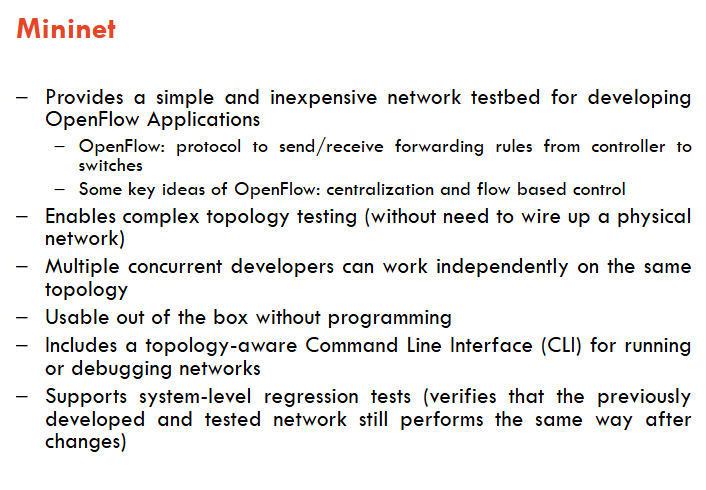 Mininet
– Provides a simple and inexpensive network testbed for developing
OpenFlow Applications
– OpenFlow: protocol to send/receive forwarding rules from controller to
switches
– Some key ideas of OpenFlow: centralization and flow based control
– Enables complex topology testing (without need to wire up a physical
network)
– Multiple concurrent developers can work independently on the same
topology
– Usable out of the box without programming
– Includes a topology-aware Command Line Interface (CLI) for running
or debugging networks
– Supports system-level regression tests (verifies that the previously
developed and tested network still performs the same way after
changes)